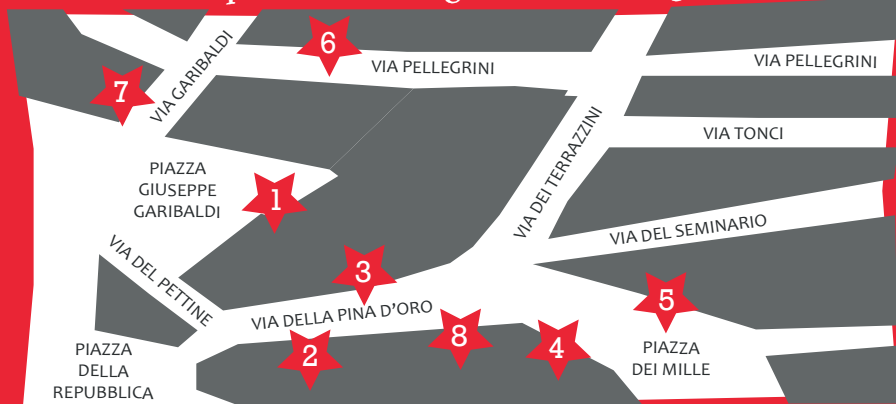 6
VIA PELLEGRINI
VIA PELLEGRINI
7
VIA GARIBALDI
VIA TONCI
PIAZZA
GIUSEPPE
GARIBALDI
1
VIA DEI TERRAZZINI
VIA DEL SEMINARIO
VIA DEL PETTINE
3
5
VIA DELLA PINA D'ORO
8
2
4
PIAZZA
DELLA
REPUBBLICA
PIAZZA
DEI MILLE